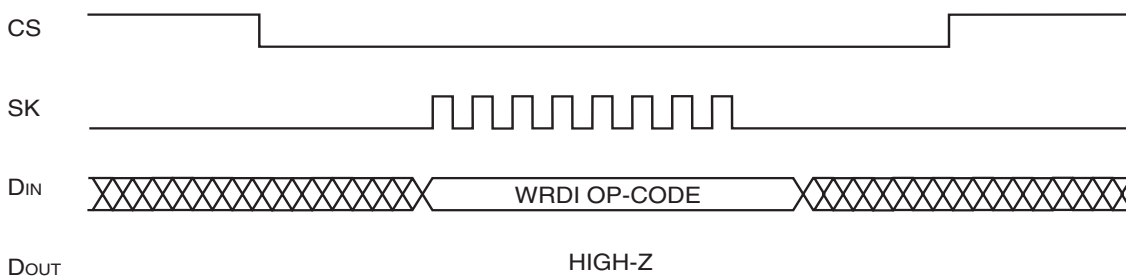 CS
SK
DIN
WRDI OP-CODE
DOUT
HIGH-Z